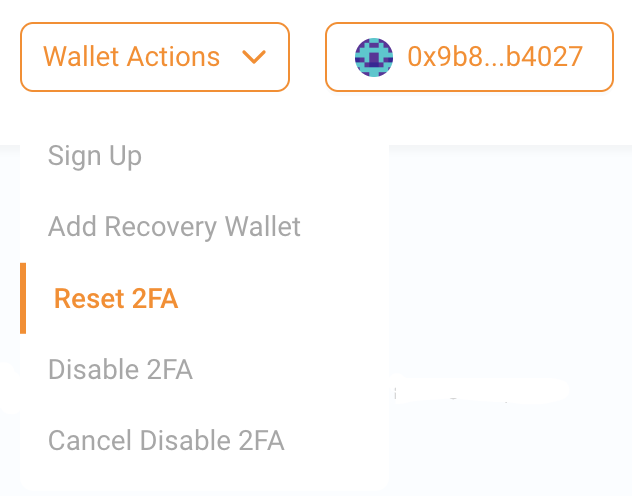 Wallet Actions
0x9b8...b4027
Sign Up
Add Recovery Wallet
Reset 2FA
Disable 2FA
Cancel Disable 2FA